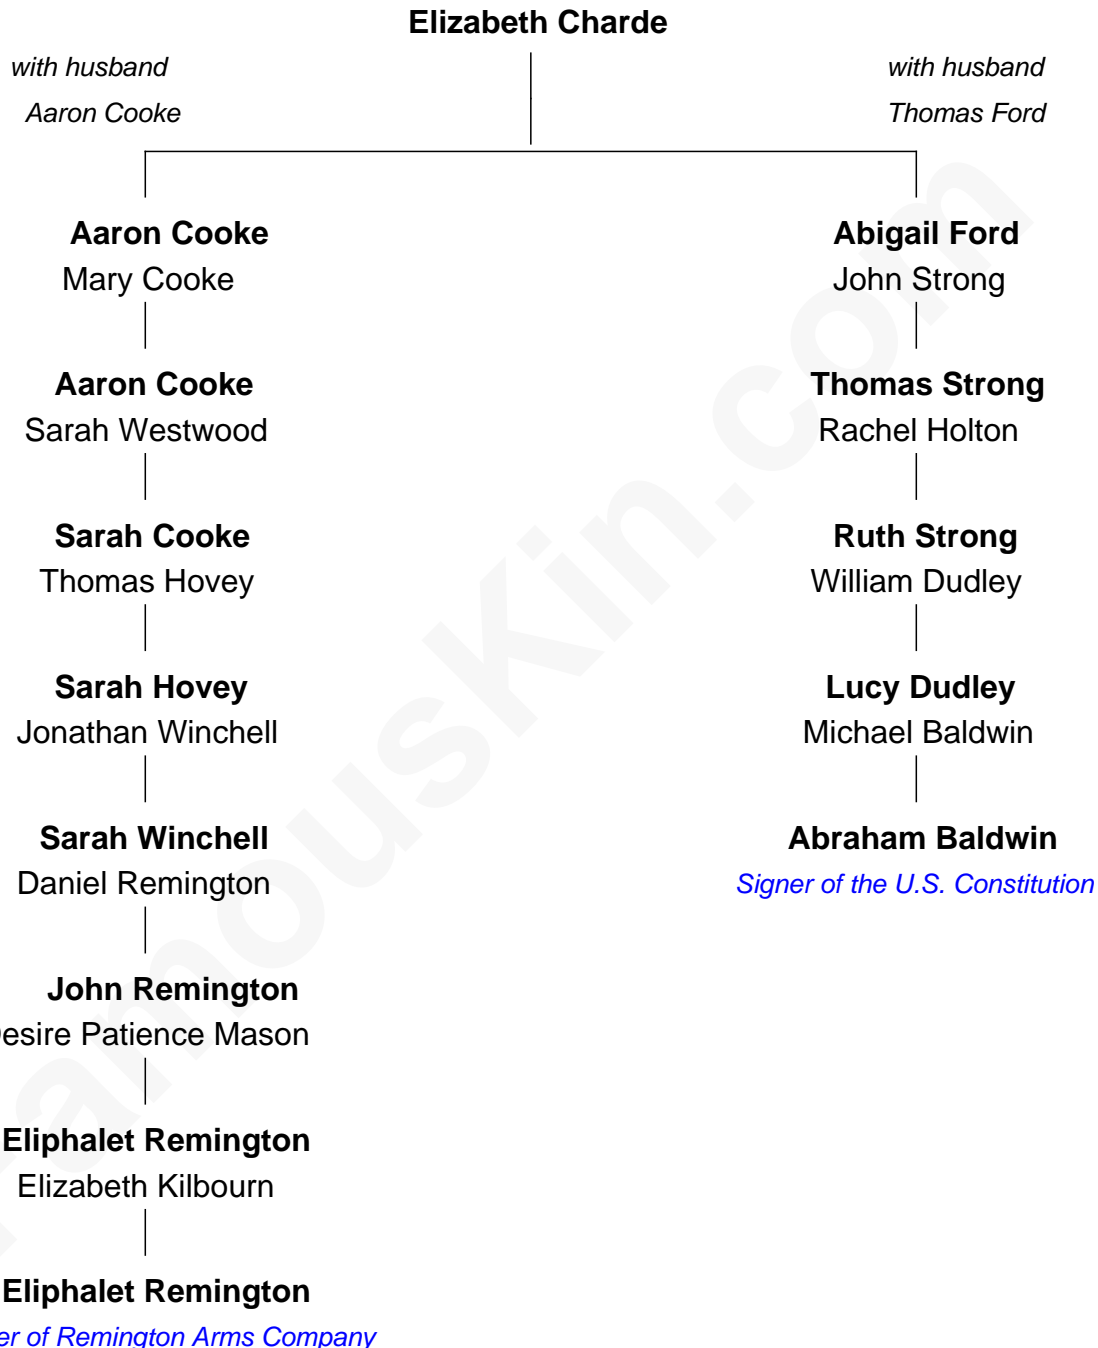 Elizabeth Charde
with husband
Aaron Cooke
with husband
Thomas Ford
Aaron Cooke
Mary Cooke
Abigail Ford
John Strong
Aaron Cooke
Sarah Westwood
Thomas Strong
Rachel Holton
Sarah Cooke
Thomas Hovey
Ruth Strong
William Dudley
Sarah Hovey
Jonathan Winchell
Lucy Dudley
Michael Baldwin
Sarah Winchell
Daniel Remington
Abraham Baldwin
Signer of the U.S. Constitution
John Remington
Patience Mason
Eliphalet Remington
Elizabeth Kilbourn
Eliphalet Remington
of Remington Arms Company
FamousKin.com